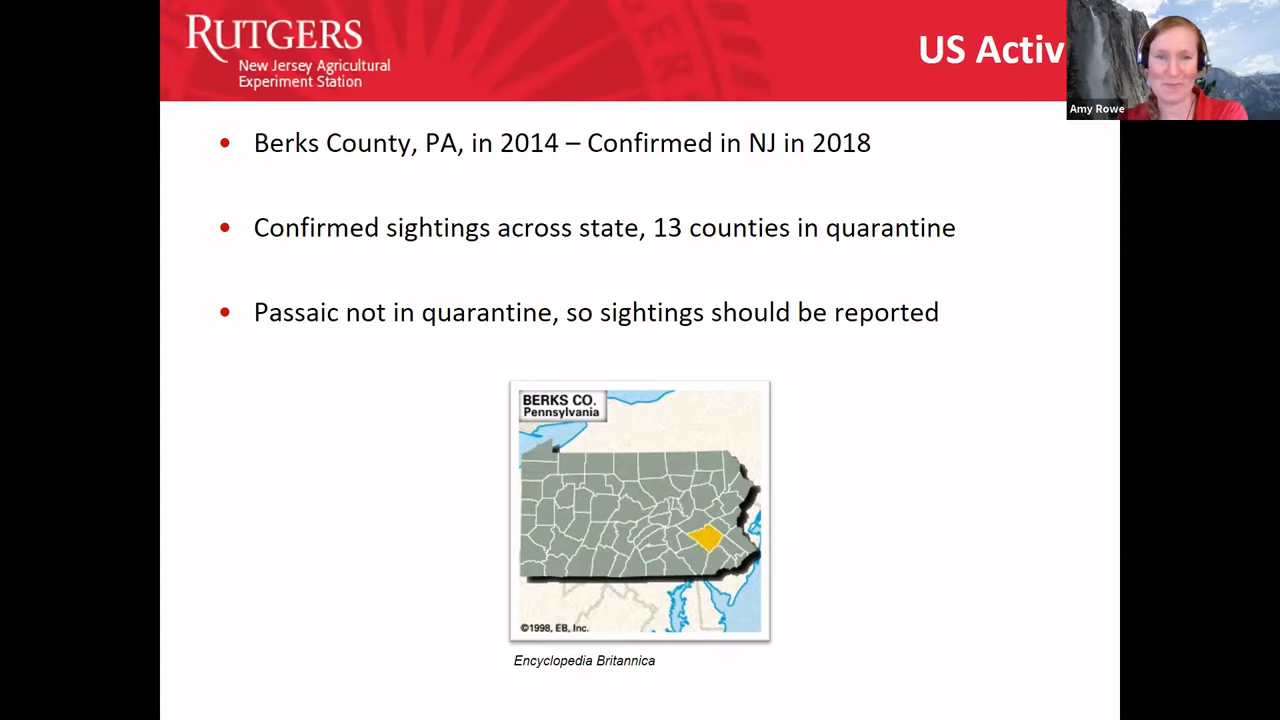 RUTGERS
New Jersey Agricultural
Experiment Station
US Activ
Amy Rowe
• Berks County, PA, in 2014 – Confirmed in NJ in 2018
• Confirmed sightings across state, 13 counties in quarantine
• Passaic not in quarantine, so sightings should be reported
BERKS CO.
Pennsylvania
©1998, EB, Inc.
Encyclopedia Britannica